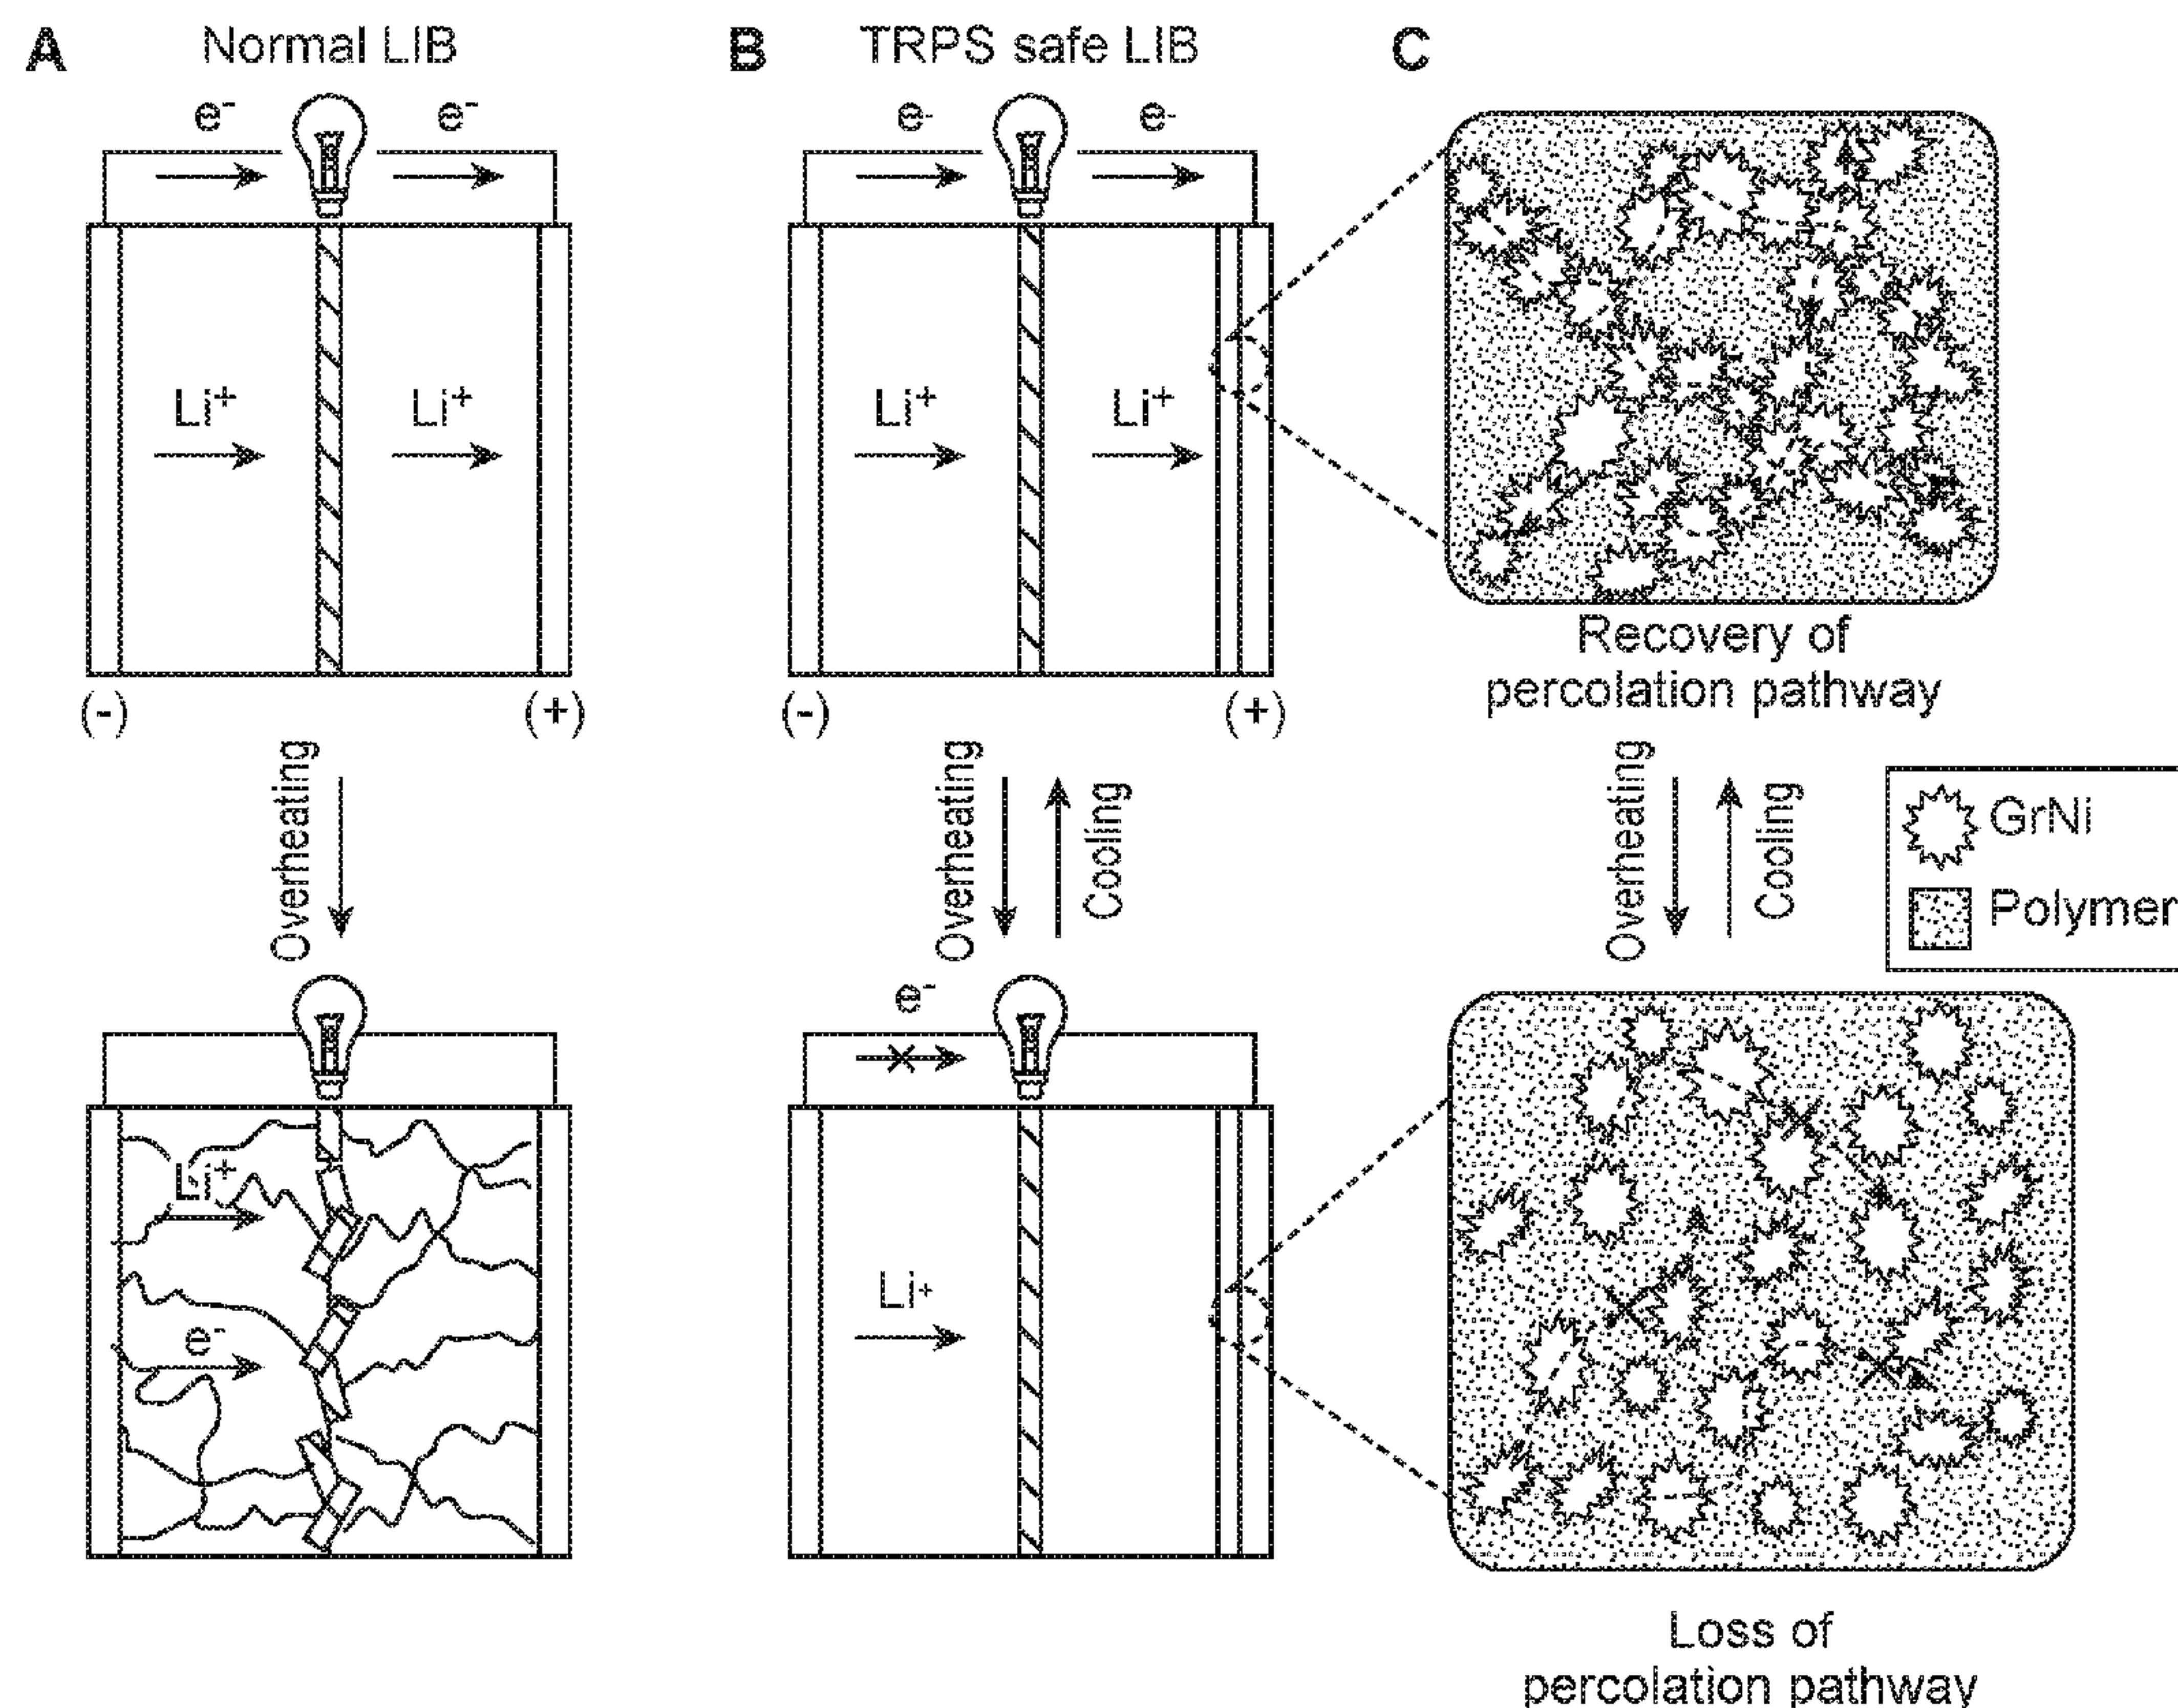 A
Normal LIB
e⁻
e⁻
Li⁺
Li⁺
(-)
(+)
Overheating
Li⁺
e⁻
B
TRPS safe LIB
e-
e-
Li⁺
Li⁺
(-)
(+)
Overheating
Cooling
e⁻
Li⁺
C
Recovery of
percolation pathway
Overheating
Cooling
GrNi
Polymer
Loss of
percolation pathway